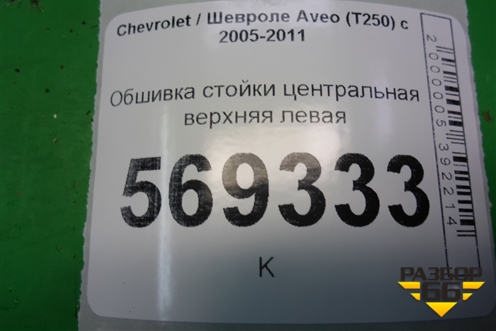 Chevrolet / Шевроле Aveo (T250) с
2005-2011
Обшивка стойки центральная
верхняя левая
569333
К
2000005392214
РАЗБОР
66